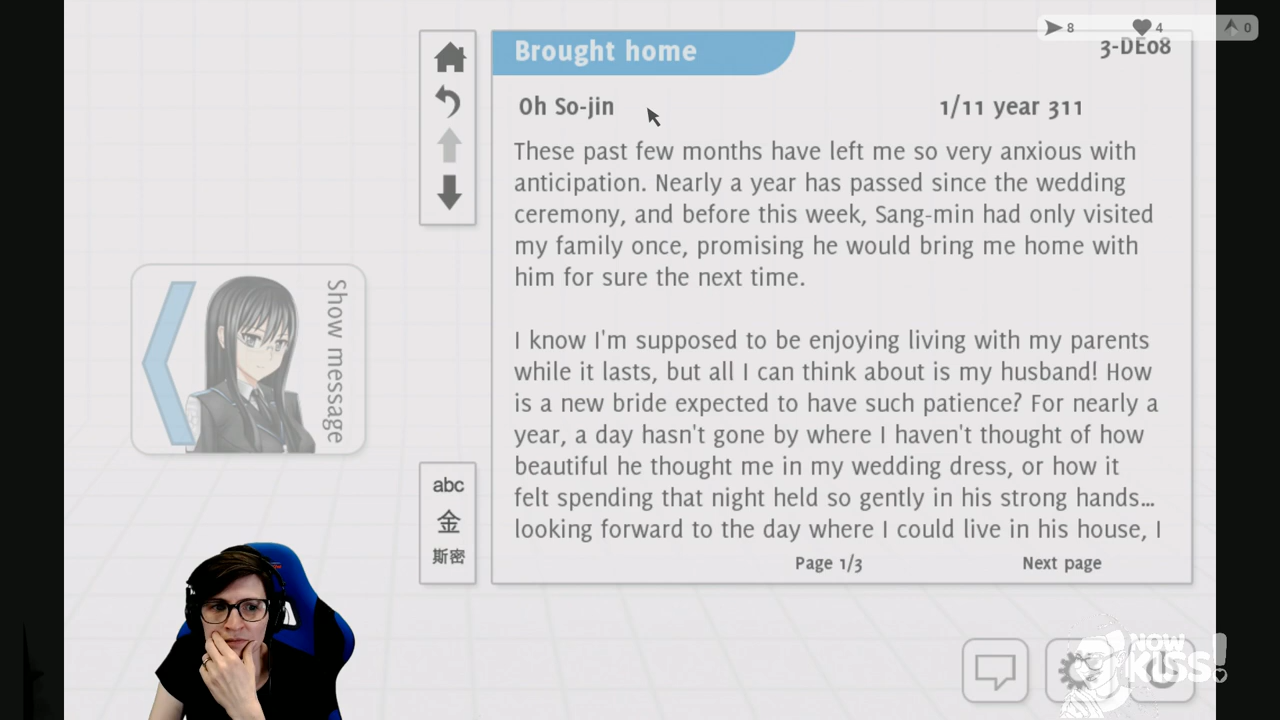 8
4
0
Brought home
3-DE08
Oh So-jin
1/11 year 311
These past few months have left me so very anxious with
anticipation. Nearly a year has passed since the wedding
ceremony, and before this week, Sang-min had only visited
my family once, promising he would bring me home with
him for sure the next time.
I know I'm supposed to be enjoying living with my parents
while it lasts, but all I can think about is my husband! How
is a new bride expected to have such patience? For nearly a
year, a day hasn't gone by where I haven't thought of how
beautiful he thought me in my wedding dress, or how it
felt spending that night held so gently in his strong hands...
looking forward to the day where I could live in his house, I
Page 1/3
Next page
Show message
abc
金
斯密
NOW
KISS!